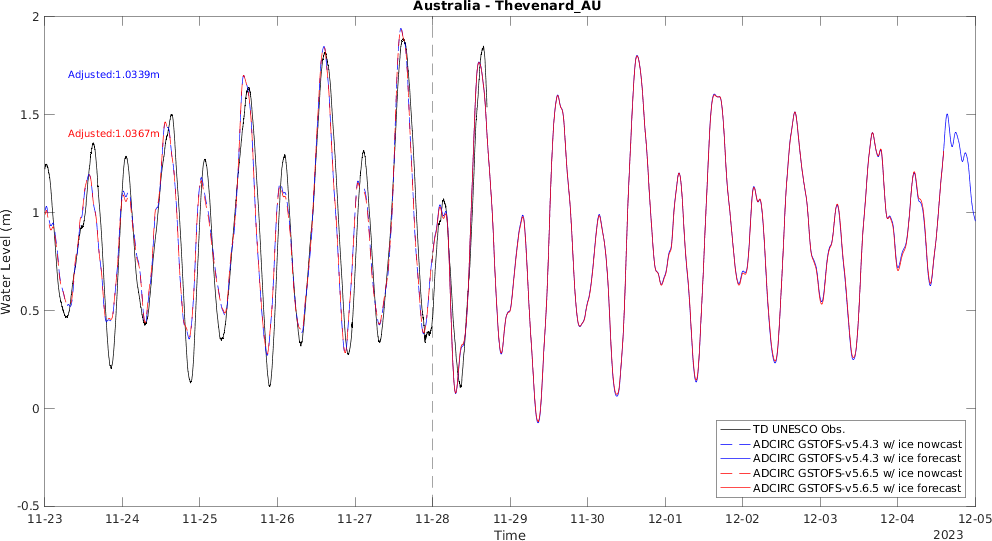 Australia - Thevenard_AU
2
Adjusted:1.0339m
1.5
Adjusted:1.0367m
1
Water Level (m)
0.5
0
TD UNESCO Obs.
ADCIRC GSTOFS-v5.4.3 w/ ice nowcast
ADCIRC GSTOFS-v5.4.3 w/ ice forecast
ADCIRC GSTOFS-v5.6.5 w/ ice nowcast
ADCIRC GSTOFS-v5.6.5 w/ ice forecast
-0.5
11-23 11-24 11-25 11-26 11-27 11-28 11-29 11-30 12-01 12-02 12-03 12-04 12-05
Time
2023